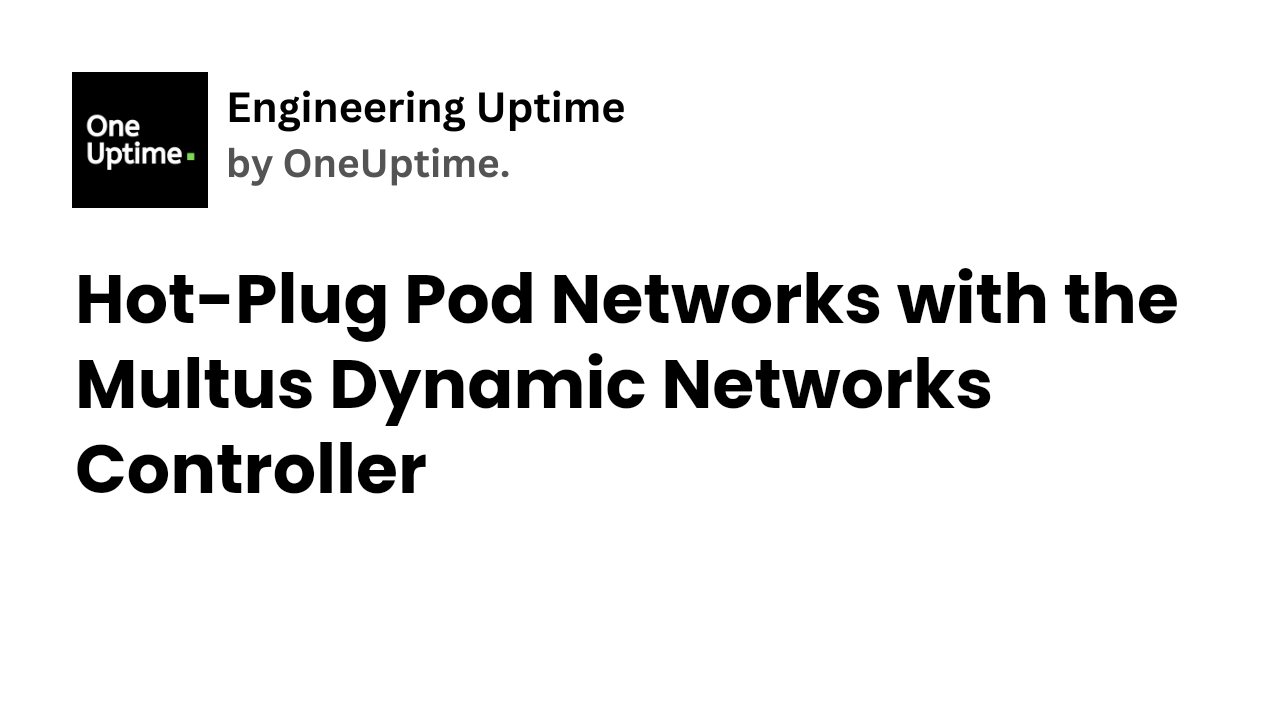 One
Uptime.
Engineering Uptime
by OneUptime.
Hot-Plug Pod Networks with the
Multus Dynamic Networks
Controller